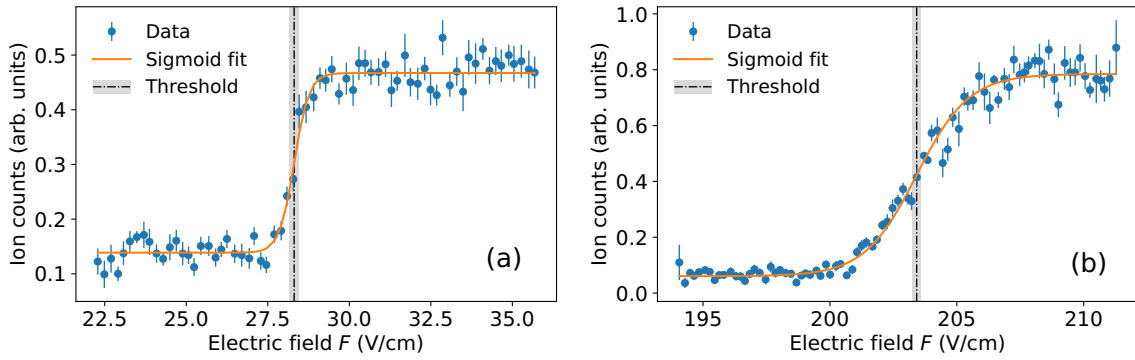 Data
Sigmoid fit
Threshold
0.5
0.4
0.3
0.2
0.1
Ion counts (arb. units)
(a)
22.5 25.0 27.5 30.0 32.5 35.0
Electric field F (V/cm)
Data
Sigmoid fit
Threshold
1.0
0.8
0.6
0.4
0.2
0.0
Ion counts (arb. units)
(b)
195 200 205 210
Electric field F (V/cm)